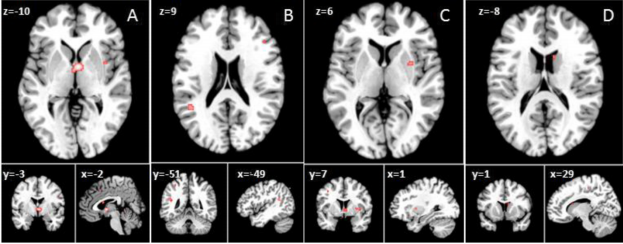 z=-10 A
z=9 B
z=6 C
z=-8 D
y=-3 x=-2
y=-51 x=-49
y=7 x=1
y=1 x=29